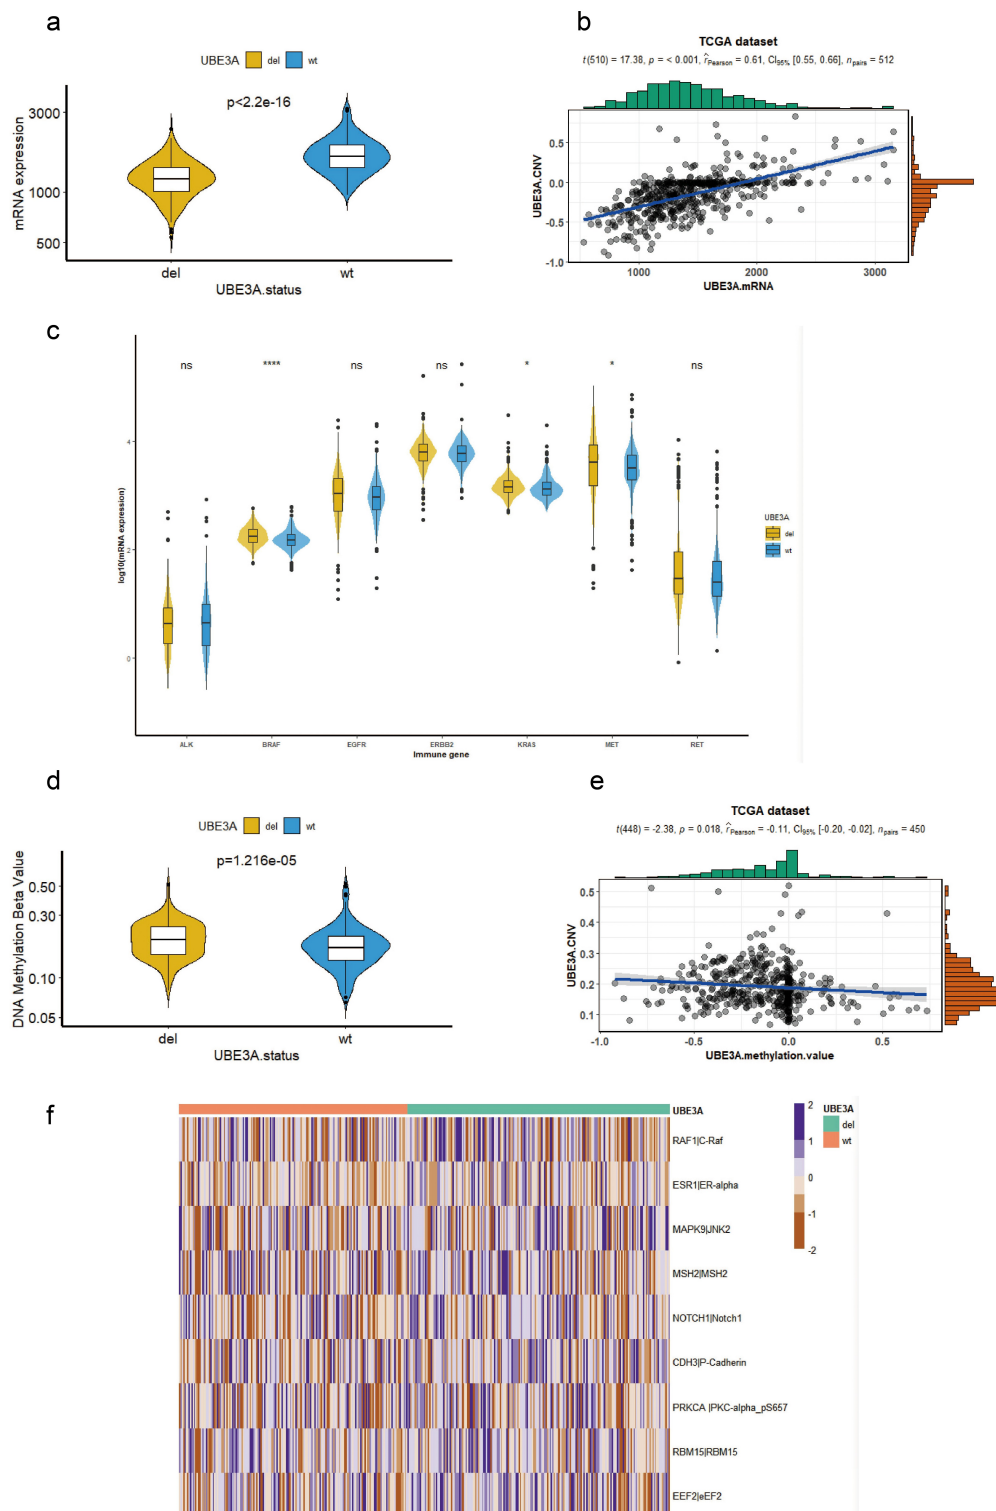 a
UBE3A del wt
p<2.2e-16
mRNA expression
3000
1000
500
del wt
UBE3A.status
b
TCGA dataset
t(510) = 17.38, p = < 0.001, r̂Pearson = 0.61, CI95% [0.55, 0.66], npairs = 512
UBE3A.CNV
0.5
0.0
-0.5
-1.0
1000 2000 3000
UBE3A.mRNA
c
ns **** ns ns * * ns
log10(mRNA expression)
4
2
0
ALK BRAF EGFR ERBB2 KRAS MET RET
Immune gene
UBE3A
del
wt
d
UBE3A del wt
p=1.216e-05
DNA Methylation Beta Value
0.50
0.30
0.10
0.05
del wt
UBE3A.status
e
TCGA dataset
t(448) = -2.38, p = 0.018, r̂Pearson = -0.11, CI95% [-0.20, -0.02], npairs = 450
UBE3A.CNV
0.5
0.4
0.3
0.2
0.1
-1.0 -0.5 0.0 0.5
UBE3A.methylation.value
f
UBE3A
RAF1|C-Raf
ESR1|ER-alpha
MAPK9|JNK2
MSH2|MSH2
NOTCH1|Notch1
CDH3|P-Cadherin
PRKCA |PKC-alpha_pS657
RBM15|RBM15
EEF2|eEF2
2
1
0
-1
-2
UBE3A
del
wt